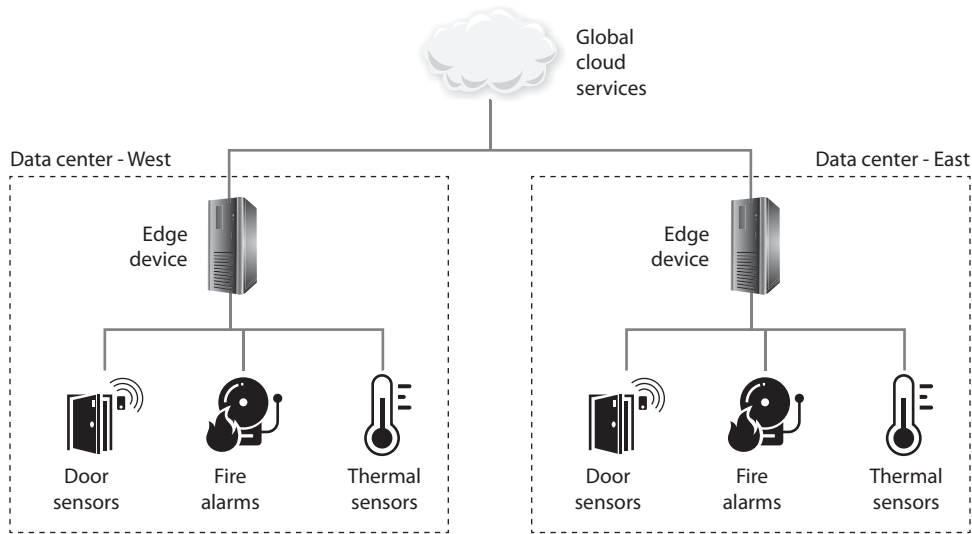 Global
cloud
services
Data center - West
Data center - East
Edge
device
Edge
device
Door
sensors
Fire
alarms
Thermal
sensors
Door
sensors
Fire
alarms
Thermal
sensors